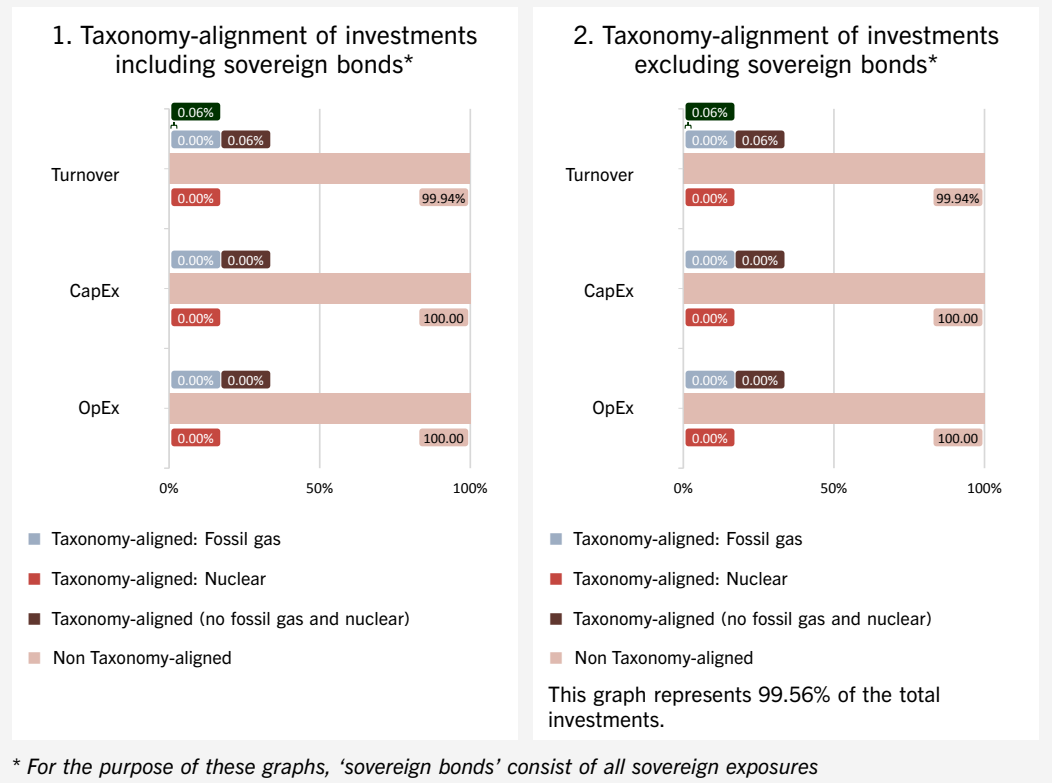 1. Taxonomy-alignment of investments
including sovereign bonds*
0.06%
0.00% 0.06%
Turnover
0.00% 99.94%
0.00% 0.00%
CapEx
0.00% 100.00
0.00% 0.00%
OpEx
0.00% 100.00
0% 50% 100%
Taxonomy-aligned: Fossil gas
Taxonomy-aligned: Nuclear
Taxonomy-aligned (no fossil gas and nuclear)
Non Taxonomy-aligned
2. Taxonomy-alignment of investments
excluding sovereign bonds*
0.06%
0.00% 0.06%
Turnover
0.00% 99.94%
0.00% 0.00%
CapEx
0.00% 100.00
0.00% 0.00%
OpEx
0.00% 100.00
0% 50% 100%
Taxonomy-aligned: Fossil gas
Taxonomy-aligned: Nuclear
Taxonomy-aligned (no fossil gas and nuclear)
Non Taxonomy-aligned
This graph represents 99.56% of the total
investments.
* For the purpose of these graphs, ‘sovereign bonds’ consist of all sovereign exposures